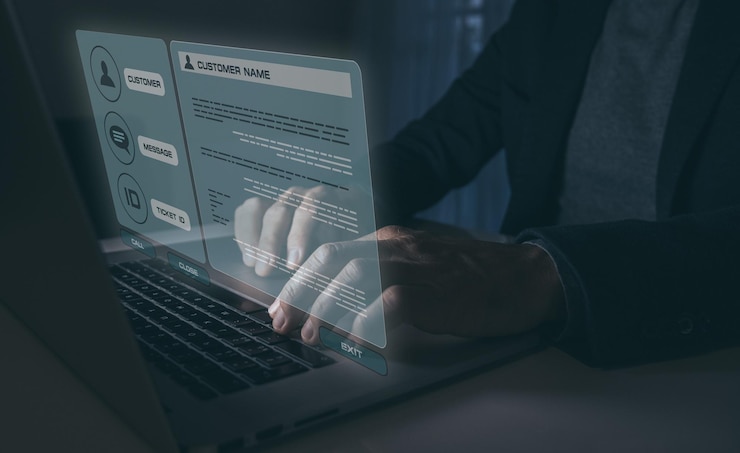 CUSTOMER
MESSAGE
ID
TICKET ID
CALL
CLOSE
CUSTOMER NAME
EXIT